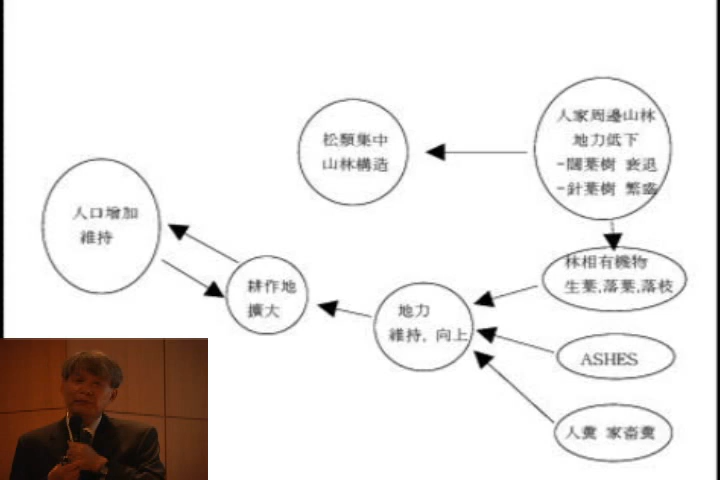 人家周邊山林
地力低下
-闊葉樹 衰退
-針葉樹 繁盛
松類集中
山林構造
人口增加
維持
林相有機物
生葉,落葉,落枝
耕作地
擴大
地力
維持, 向上
ASHES
人糞 家畜糞